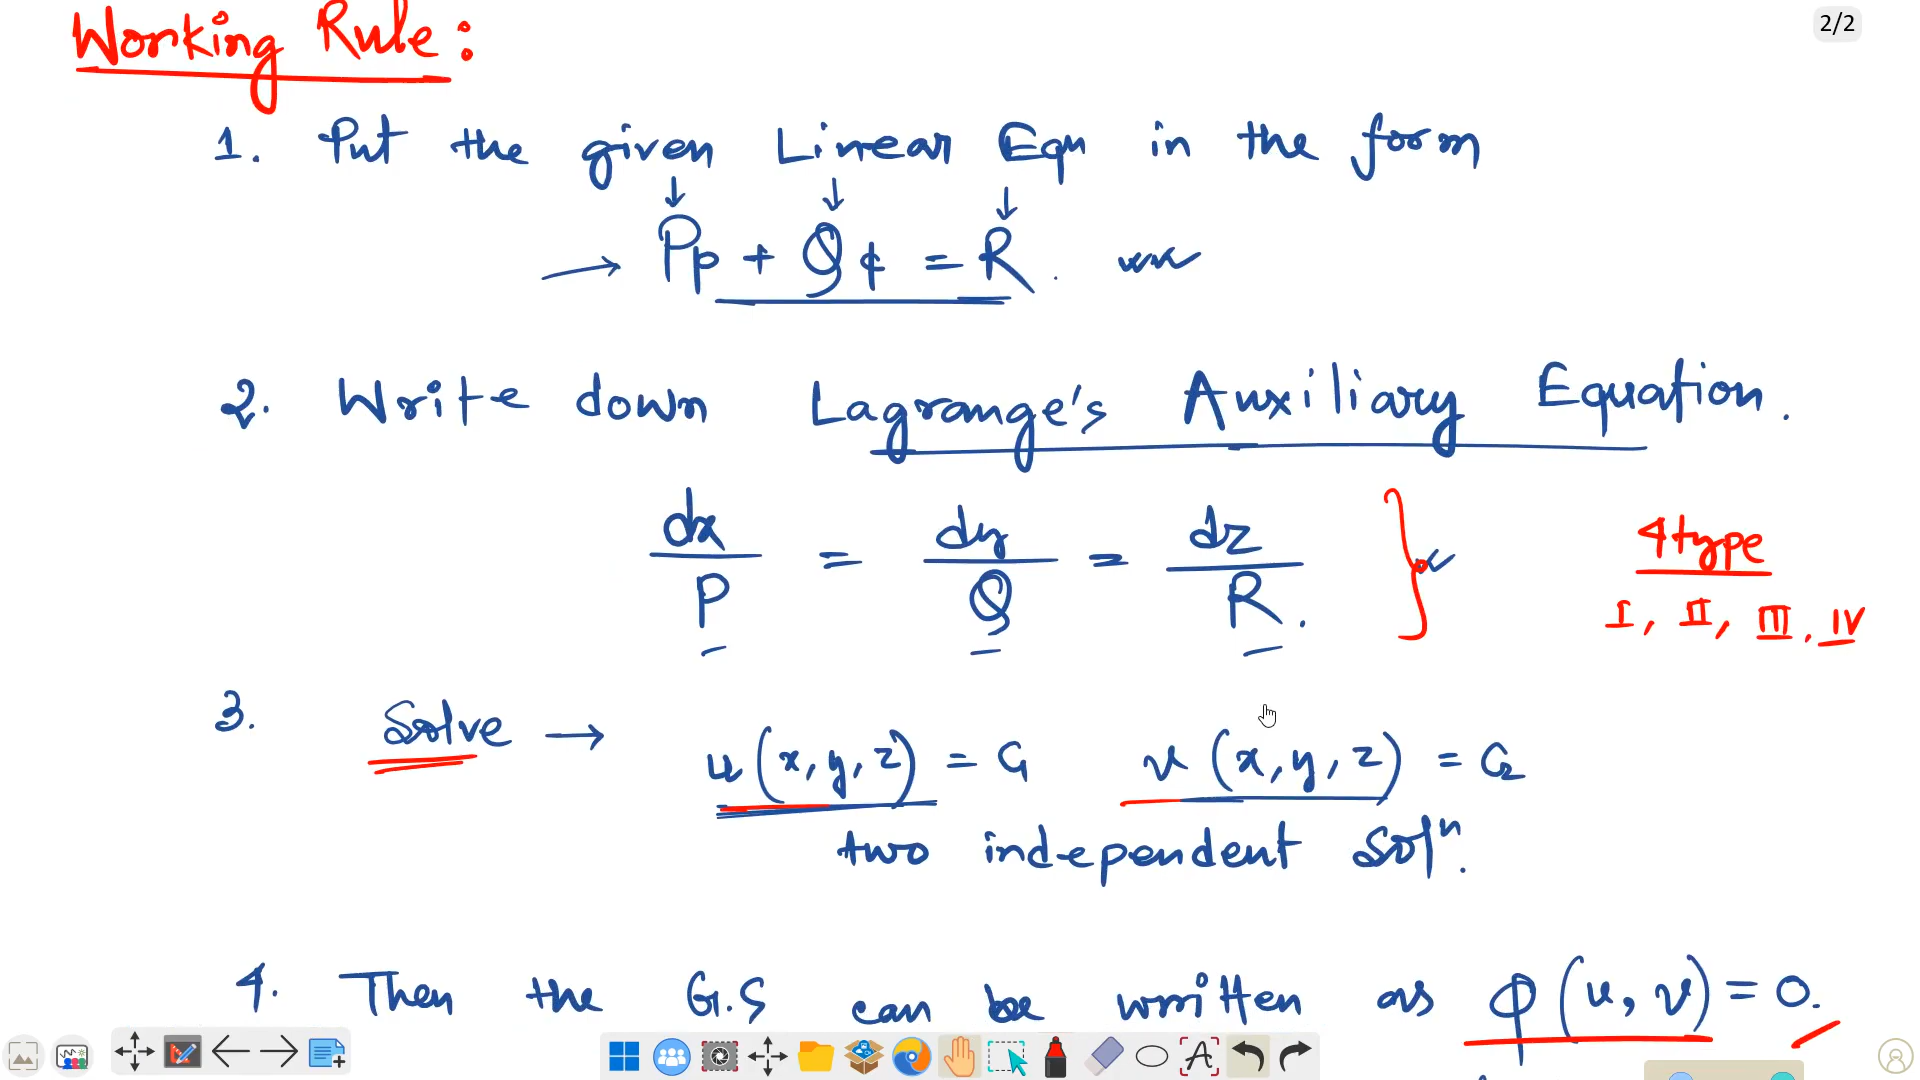 Working Rule:
2/2
1. Put the given Linear Eqn in the form
Pp + Qq = R.
2. Write down Lagrange's Auxiliary Equation.
dx/P = dy/Q = dz/R.
4 type
I, II, III, IV
3. Solve → u(x, y, z) = C1 v(x, y, z) = C2
two independent Solⁿ.
4. Then the G.S can be written as φ(u, v) = 0.